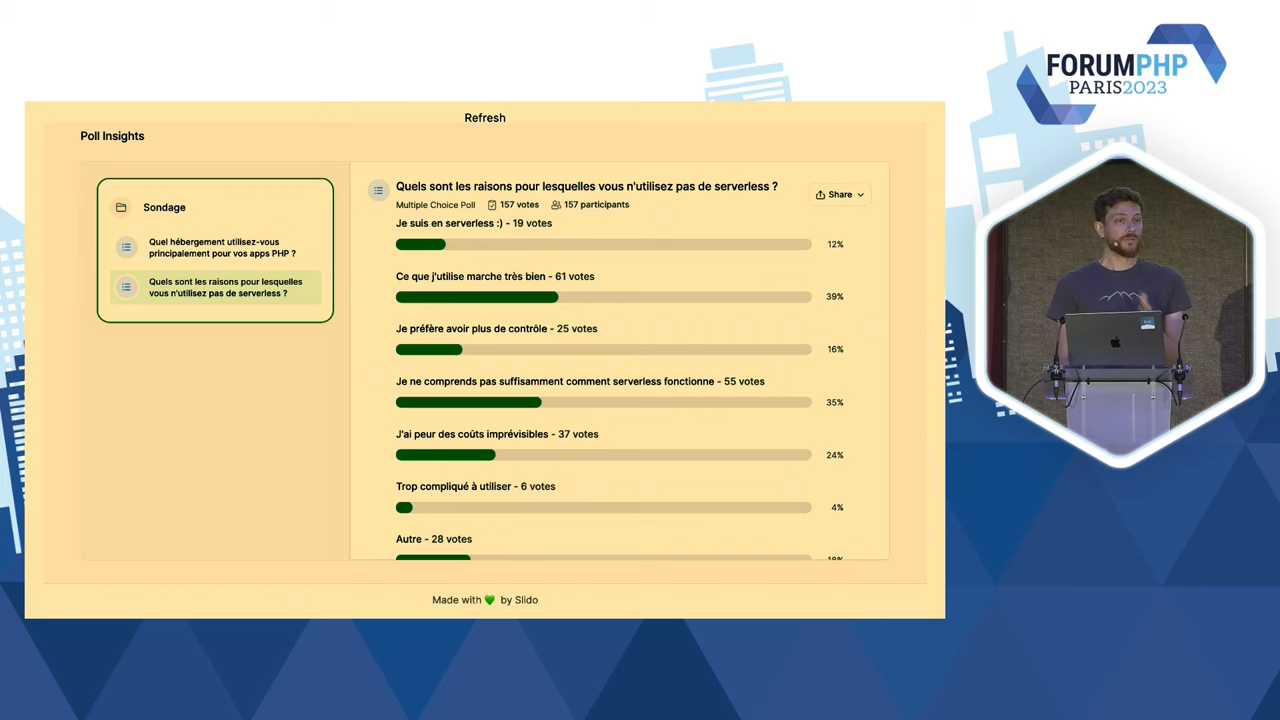 FORUMPHP
PARIS2023
Refresh
Poll Insights
Sondage
Quel hébergement utilisez-vous
principalement pour vos apps PHP ?
Quels sont les raisons pour lesquelles
vous n'utilisez pas de serverless ?
Quels sont les raisons pour lesquelles vous n'utilisez pas de serverless ?
Share
Multiple Choice Poll 157 votes 157 participants
Je suis en serverless :) - 19 votes
12%
Ce que j'utilise marche très bien - 61 votes
39%
Je préfère avoir plus de contrôle - 25 votes
16%
Je ne comprends pas suffisamment comment serverless fonctionne - 55 votes
35%
J'ai peur des coûts imprévisibles - 37 votes
24%
Trop compliqué à utiliser - 6 votes
4%
Autre - 28 votes
18%
Made with 💚 by Slido